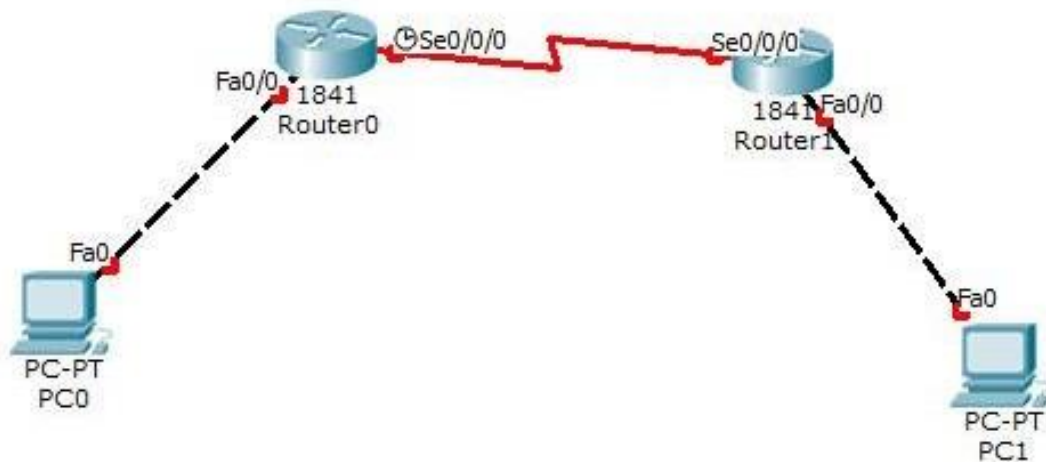 Se0/0/0
Se0/0/0
Fa0/0
1841
Router0
1841
Fa0/0
Router1
Fa0
PC-PT
PC0
Fa0
PC-PT
PC1